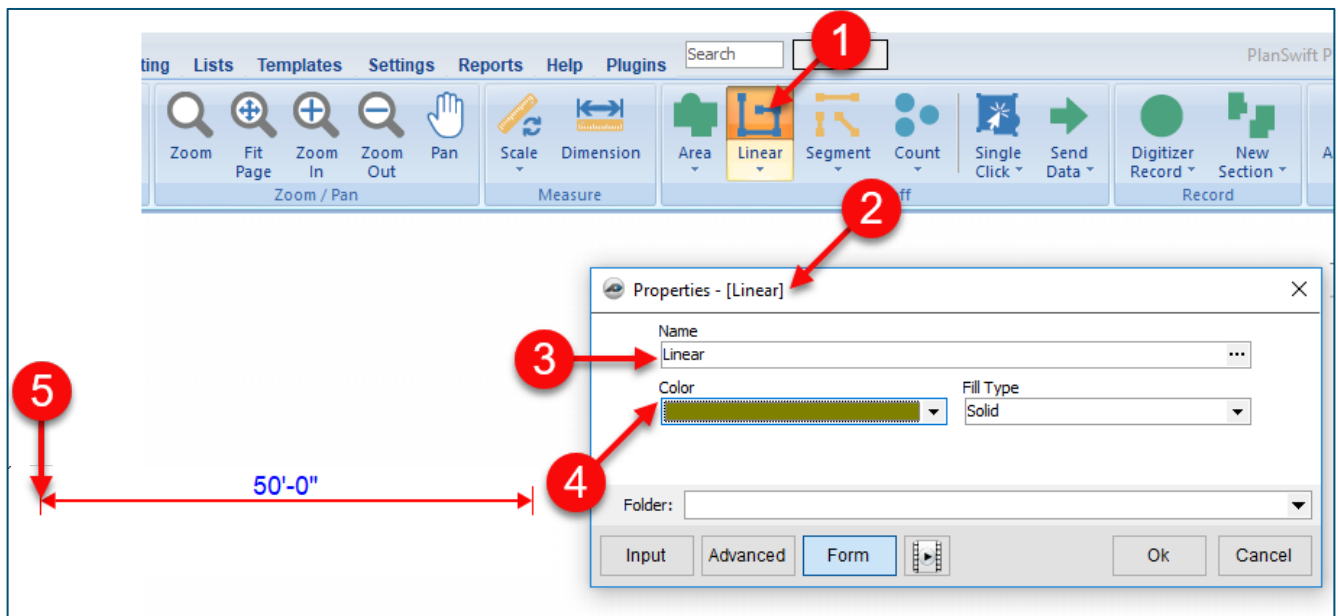 1
Search
PlanSwift P
ting Lists Templates Settings Reports Help Plugins
Zoom Fit Page Zoom In Zoom Out Pan
Zoom / Pan
Scale Dimension
Measure
Area Linear Segment Count Single Click Send Data
ff
Digitizer Record New Section
Record
A
2
Properties - [Linear]
3
Name
Linear
...
Color
Fill Type
Solid
4
5
50'-0"
Folder:
Input Advanced Form Ok Cancel